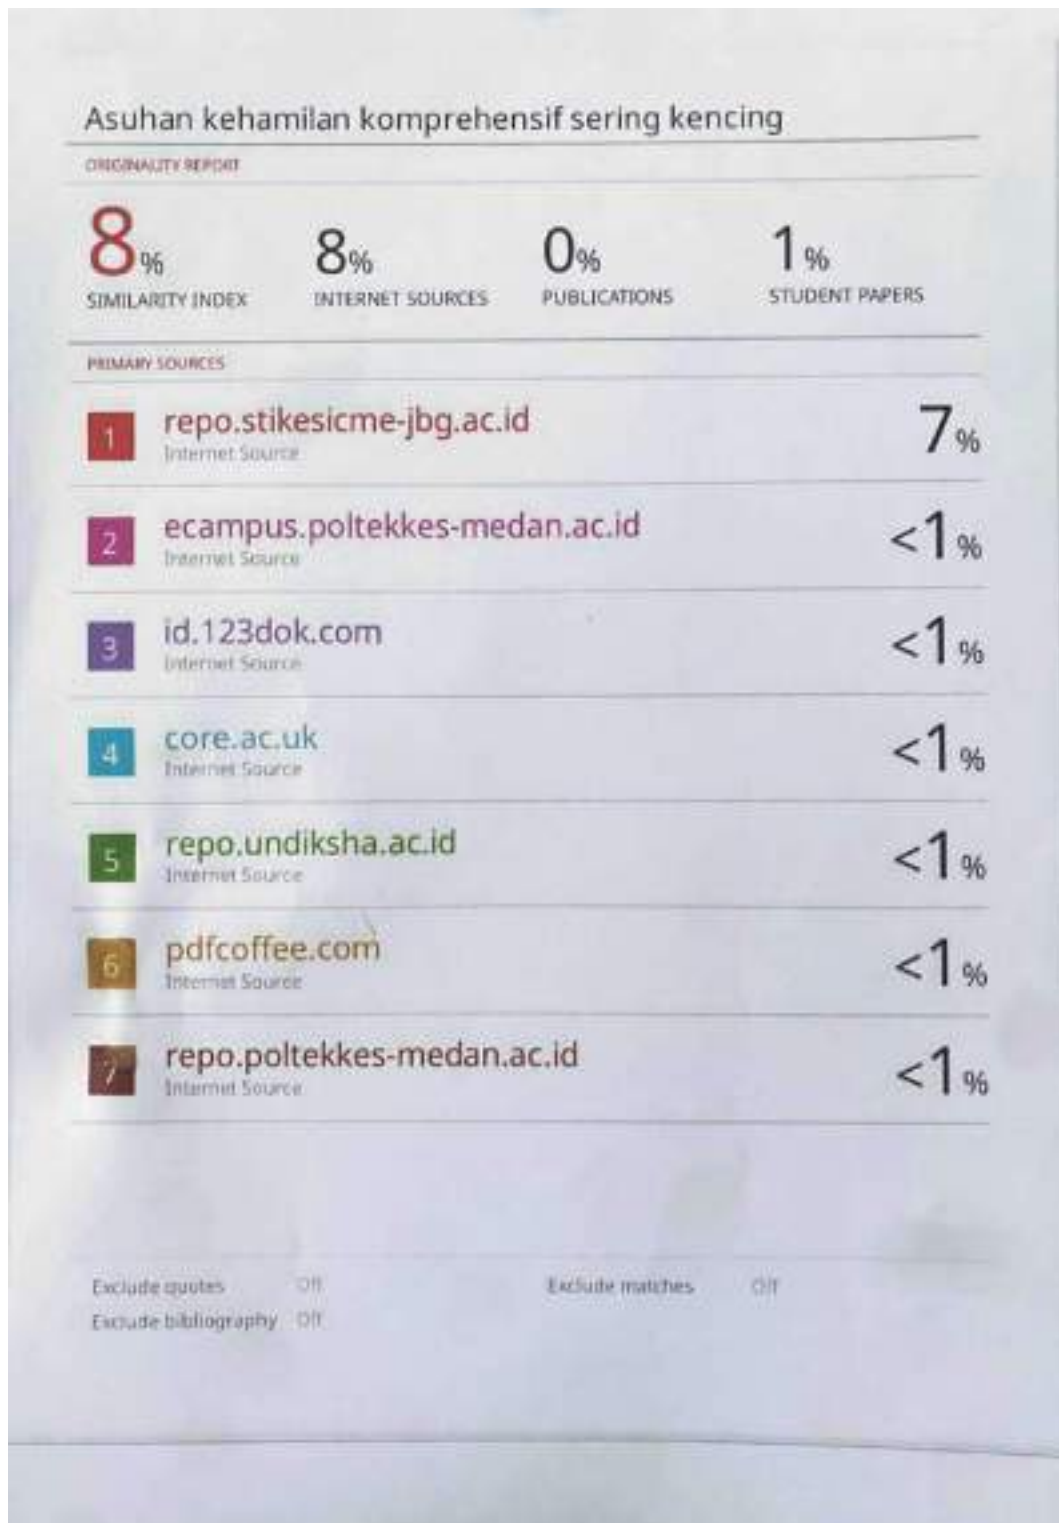 Asuhan kehamilan komprehensif sering kencing
ORIGINALITY REPORT
8% 8% 0% 1%
SIMILARITY INDEX INTERNET SOURCES PUBLICATIONS STUDENT PAPERS
PRIMARY SOURCES
1 repo.stikesicme-jbg.ac.id 7%
Internet Source
2 ecampus.poltekkes-medan.ac.id <1%
Internet Source
3 id.123dok.com <1%
Internet Source
4 core.ac.uk <1%
Internet Source
5 repo.undiksha.ac.id <1%
Internet Source
6 pdfcoffee.com <1%
Internet Source
7 repo.poltekkes-medan.ac.id <1%
Internet Source
Exclude quotes Off Exclude matches Off
Exclude bibliography Off